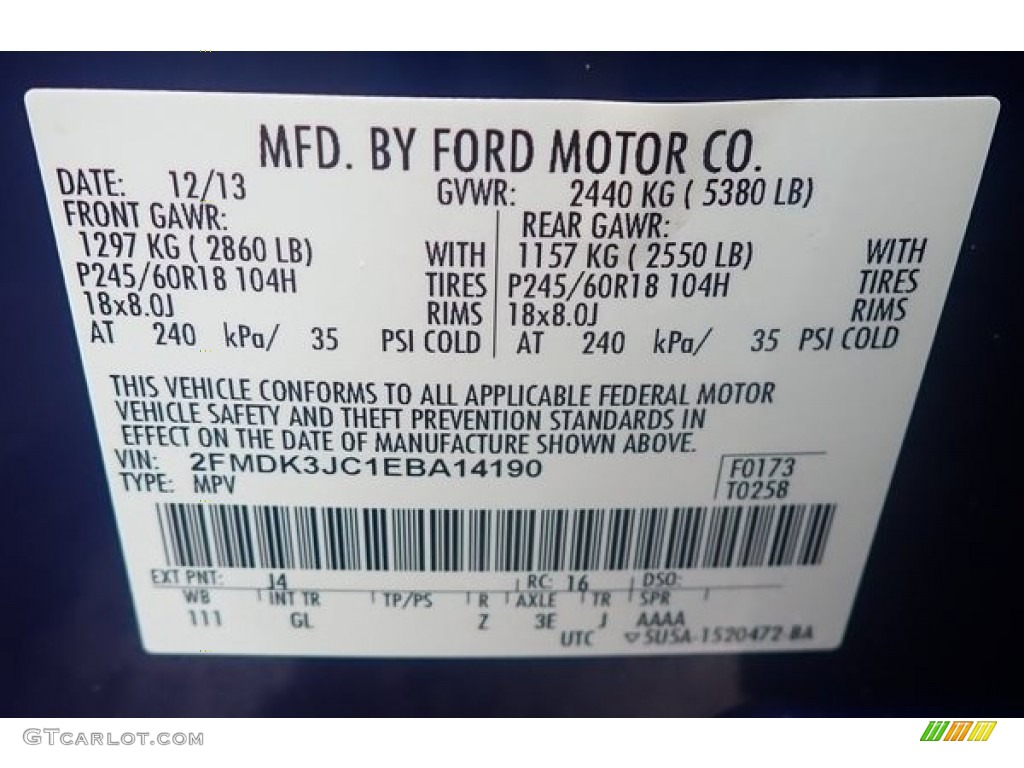 MFD. BY FORD MOTOR CO.
DATE: 12/13 GVWR: 2440 KG ( 5380 LB)
FRONT GAWR: REAR GAWR:
1297 KG ( 2860 LB) WITH 1157 KG ( 2550 LB) WITH
P245/60R18 104H TIRES P245/60R18 104H TIRES
18x8.0J RIMS 18x8.0J RIMS
AT 240 kPa/ 35 PSI COLD AT 240 kPa/ 35 PSI COLD
THIS VEHICLE CONFORMS TO ALL APPLICABLE FEDERAL MOTOR
VEHICLE SAFETY AND THEFT PREVENTION STANDARDS IN
EFFECT ON THE DATE OF MANUFACTURE SHOWN ABOVE.
VIN: 2FMDK3JC1EBA14190 F0173
TYPE: MPV T0258
EXT PNT: J4 RC: 16 DSO:
WB INT TR TP/PS R AXLE TR SPR
111 GL Z 3E J AAAA
UTC ▽5U5A-1520472-BA
GTCARLOT.COM